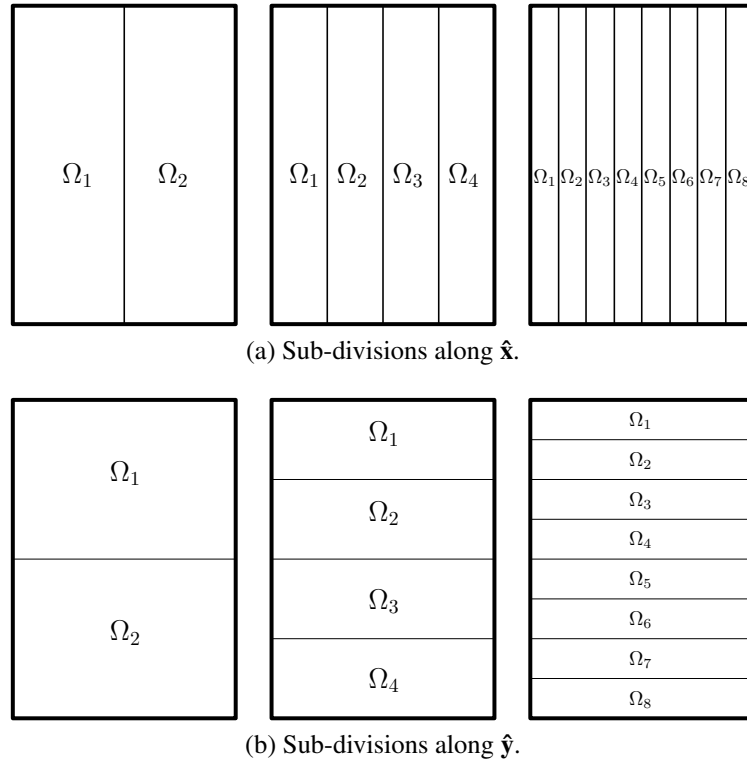 Ω₁ Ω₂ Ω₁ Ω₂ Ω₃ Ω₄ Ω₁ Ω₂ Ω₃ Ω₄ Ω₅ Ω₆ Ω₇ Ω₈
(a) Sub-divisions along x̂.
Ω₁
Ω₂
Ω₁
Ω₂
Ω₃
Ω₄
Ω₁
Ω₂
Ω₃
Ω₄
Ω₅
Ω₆
Ω₇
Ω₈
(b) Sub-divisions along ŷ.